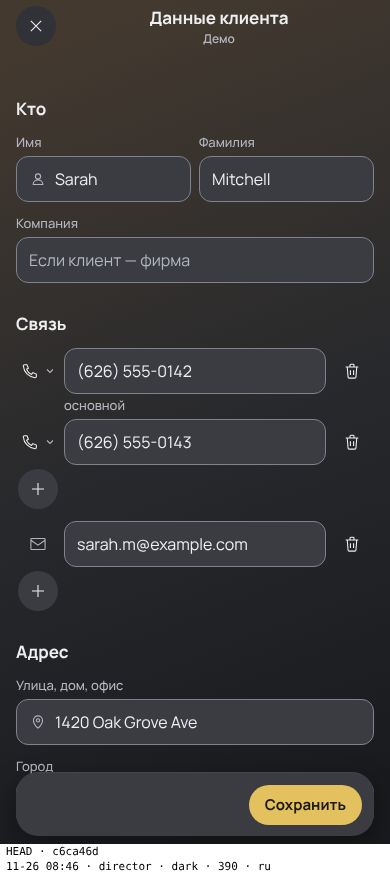 Данные клиента
Демо
Кто
Имя
Фамилия
Sarah
Mitchell
Компания
Если клиент — фирма
Связь
(626) 555-0142
основной
(626) 555-0143
sarah.m@example.com
Адрес
Улица, дом, офис
1420 Oak Grove Ave
Город
Сохранить
HEAD · c6ca46d
11-26 08:46 · director · dark · 390 · ru